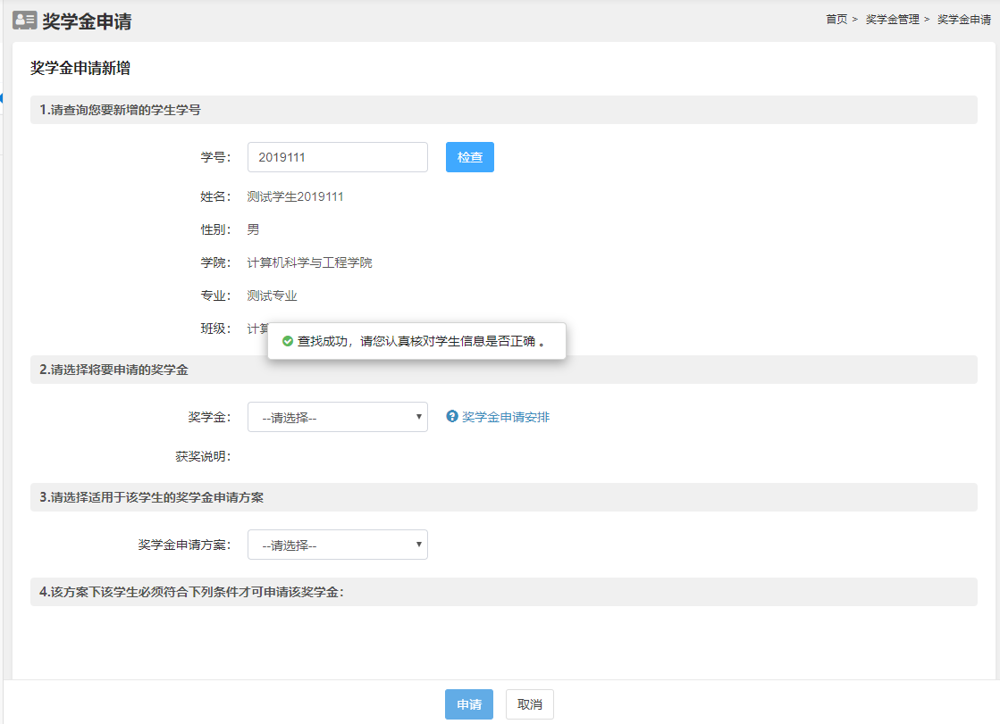 奖学金申请
首页 > 奖学金管理 > 奖学金申请
奖学金申请新增
1.请查询您要新增的学生学号
学号: 2019111 检查
姓名: 测试学生2019111
性别: 男
学院: 计算机科学与工程学院
专业: 测试专业
班级: 计算
查找成功，请您认真核对学生信息是否正确 。
2.请选择将要申请的奖学金
奖学金: --请选择-- 奖学金申请安排
获奖说明:
3.请选择适用于该学生的奖学金申请方案
奖学金申请方案: --请选择--
4.该方案下该学生必须符合下列条件才可申请该奖学金:
申请 取消